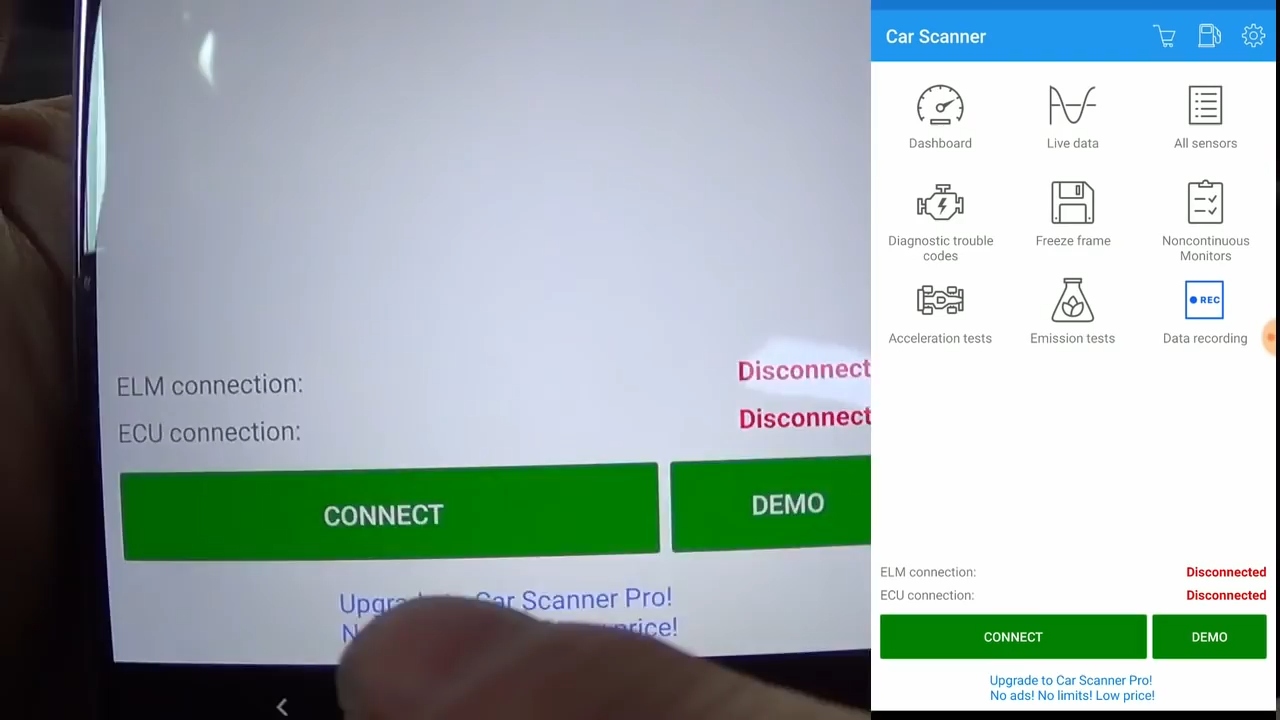 ELM connection:
Disconnect
ECU connection:
Disconnect
CONNECT
DEMO
Car Scanner Pro!
Car Scanner
Dashboard
Live data
All sensors
Diagnostic trouble
codes
Freeze frame
Noncontinuous
Monitors
Acceleration tests
Emission tests
REC
Data recording
ELM connection:
Disconnected
ECU connection:
Disconnected
CONNECT
DEMO
Upgrade to Car Scanner Pro!
No ads! No limits! Low price!